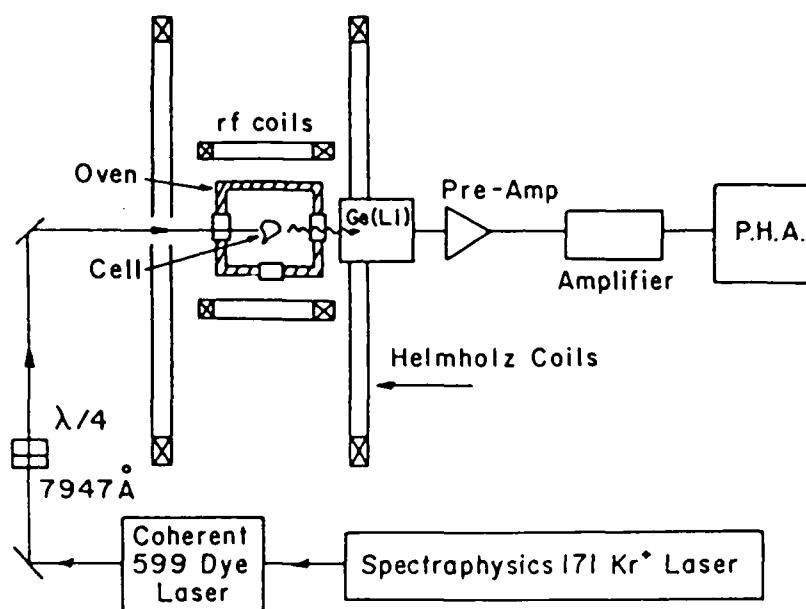 rf coils
Oven
Pre-Amp
Ge(LI)
P.H.A.
Cell
Amplifier
Helmholz Coils
λ/4
7947Å
Coherent
599 Dye
Laser
Spectraphysics 171 Kr⁺ Laser